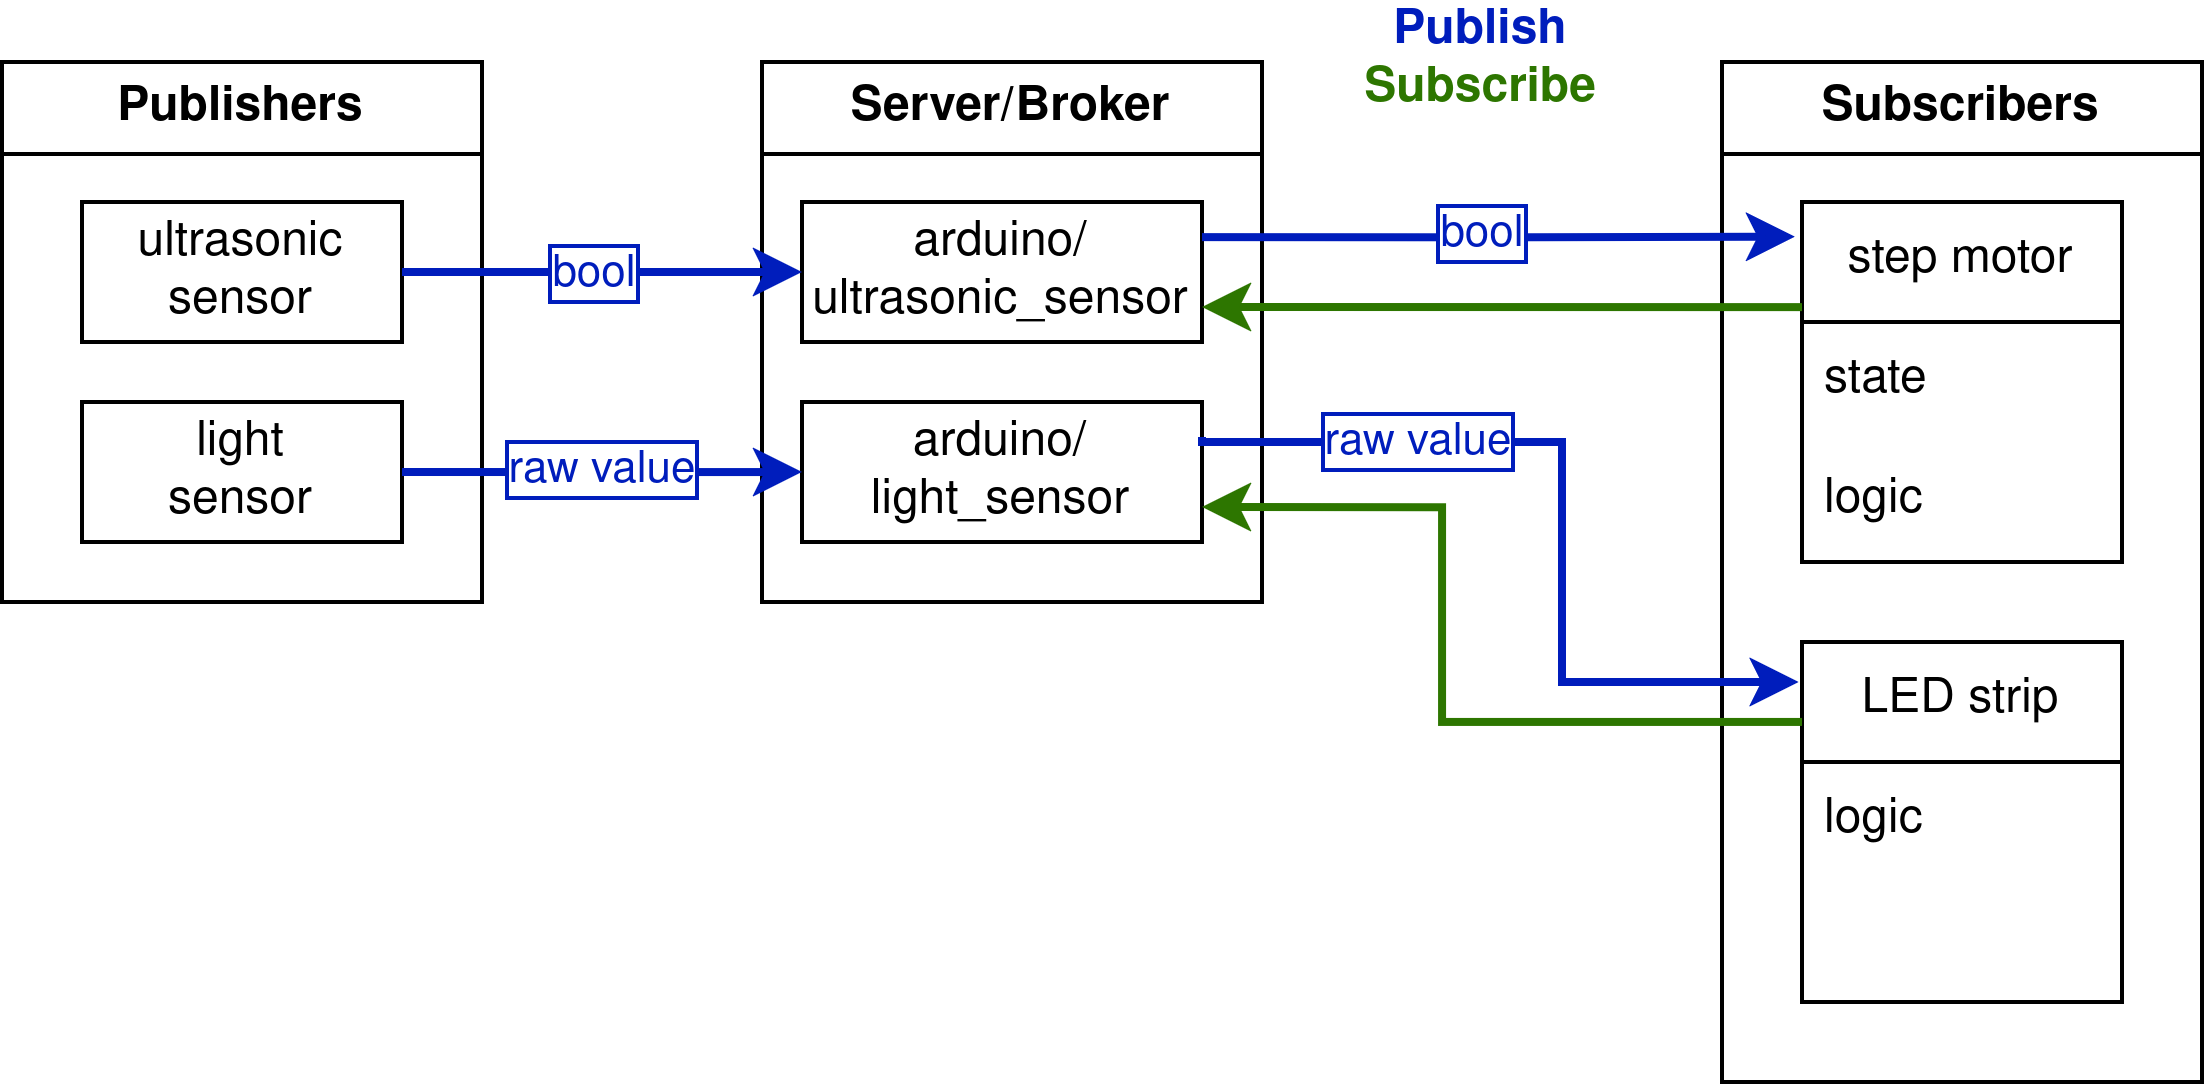 Publish
Subscribe
Publishers
ultrasonic
sensor
light
sensor
bool
raw value
Server/Broker
arduino/
ultrasonic_sensor
arduino/
light_sensor
bool
raw value
Subscribers
step motor
state
logic
LED strip
logic